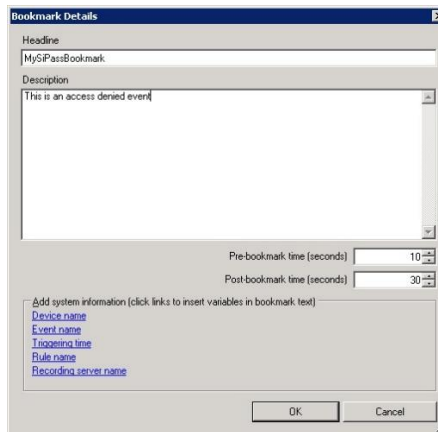 Bookmark Details
Headline
MySiPassBookmark
Description
This is an access denied event
Pre-bookmark time (seconds) 10
Post-bookmark time (seconds) 30
Add system information (click links to insert variables in bookmark text)
Device name
Event name
Triggering time
Rule name
Recording server name
OK Cancel